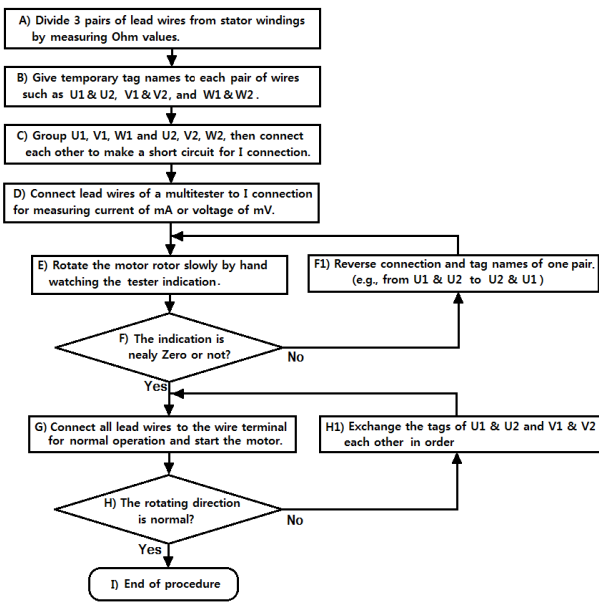 A) Divide 3 pairs of lead wires from stator windings
by measuring Ohm values.
B) Give temporary tag names to each pair of wires
such as U1 & U2, V1 & V2, and W1 & W2 .
C) Group U1, V1, W1 and U2, V2, W2, then connect
each other to make a short circuit for I connection.
D) Connect lead wires of a multitester to I connection
for measuring current of mA or voltage of mV.
E) Rotate the motor rotor slowly by hand
watching the tester indication.
F1) Reverse connection and tag names of one pair.
(e.g., from U1 & U2 to U2 & U1 )
F) The indication is
nealy Zero or not?
No
Yes
G) Connect all lead wires to the wire terminal
for normal operation and start the motor.
H1) Exchange the tags of U1 & U2 and V1 & V2
each other in order
H) The rotating direction
is normal?
No
Yes
I) End of procedure